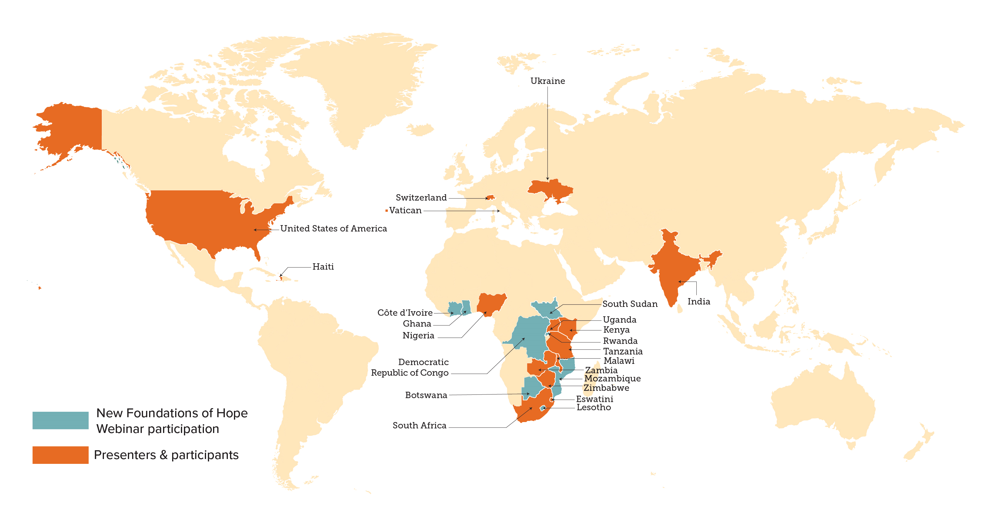 Ukraine
Switzerland
Vatican
United States of America
Haiti
India
South Sudan
Côte d’Ivoire
Uganda
Ghana
Kenya
Nigeria
Rwanda
Tanzania
Malawi
Democratic
Republic of Congo
Zambia
Mozambique
Zimbabwe
Botswana
Eswatini
Lesotho
South Africa
New Foundations of Hope
Webinar participation
Presenters & participants